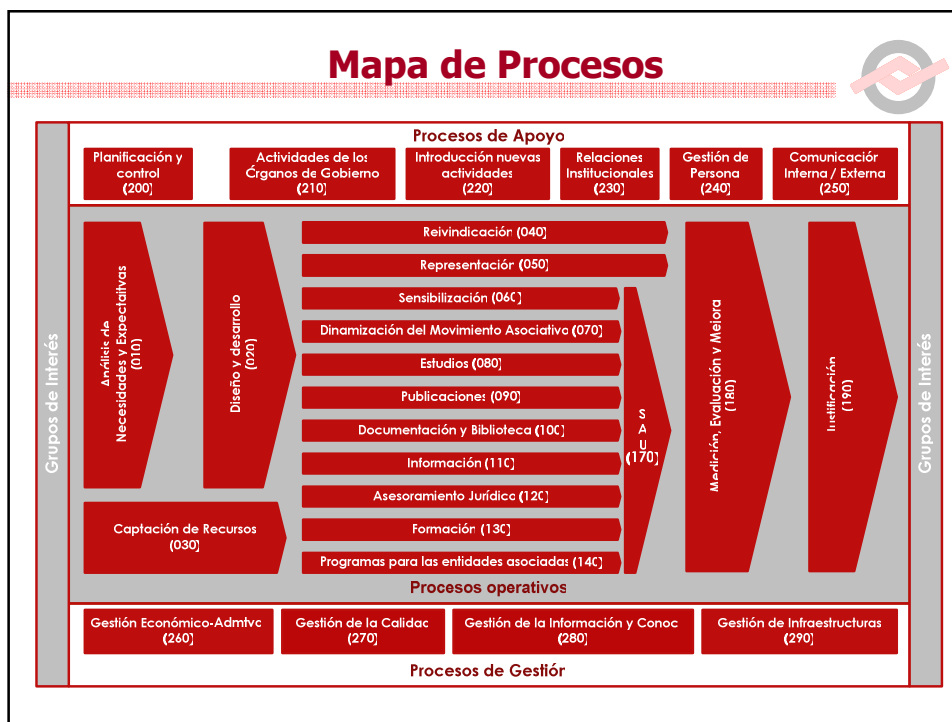 Mapa de Procesos
Procesos de Apoyo
Planificación y
control
(200)
Actividades de los
Órganos de Gobierno
(210)
Introducción nuevas
actividades
(220)
Relaciones
Institucionales
(230)
Gestión de
Persona
(240)
Comunicación
Interna / Externa
(250)
Grupos de Interés
Análisis de
Necesidades y Expectaitvas
(010)
Diseño y desarrollo
(020)
Captación de Recursos
(030)
Reivindicación (040)
Representación (050)
Sensibilización (060)
Dinamización del Movimiento Asociativo (070)
Estudios (080)
Publicaciones (090)
Documentación y Biblioteca (100)
Información (110)
Asesoramiento Jurídico (120)
Formación (130)
Programas para las entidades asociadas (140)
S
A
U
(170)
Medición, Evaluación y Mejora
(180)
Justificación
(190)
Grupos de Interés
Procesos operativos
Gestión Económico-Admtvo
(260)
Gestión de la Calidad
(270)
Gestión de la Información y Conoc
(280)
Gestión de Infraestructuras
(290)
Procesos de Gestión